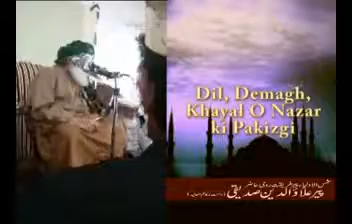 Dil, Demagh,
Khayal O Nazar
ki Pakizgi
پیر علاؤالدین صدیقی